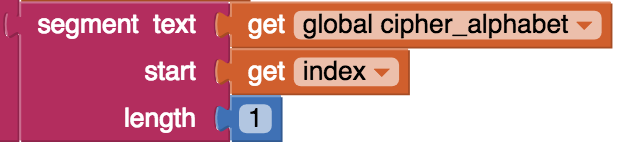 segment text get global cipher_alphabet
start get index
length 1